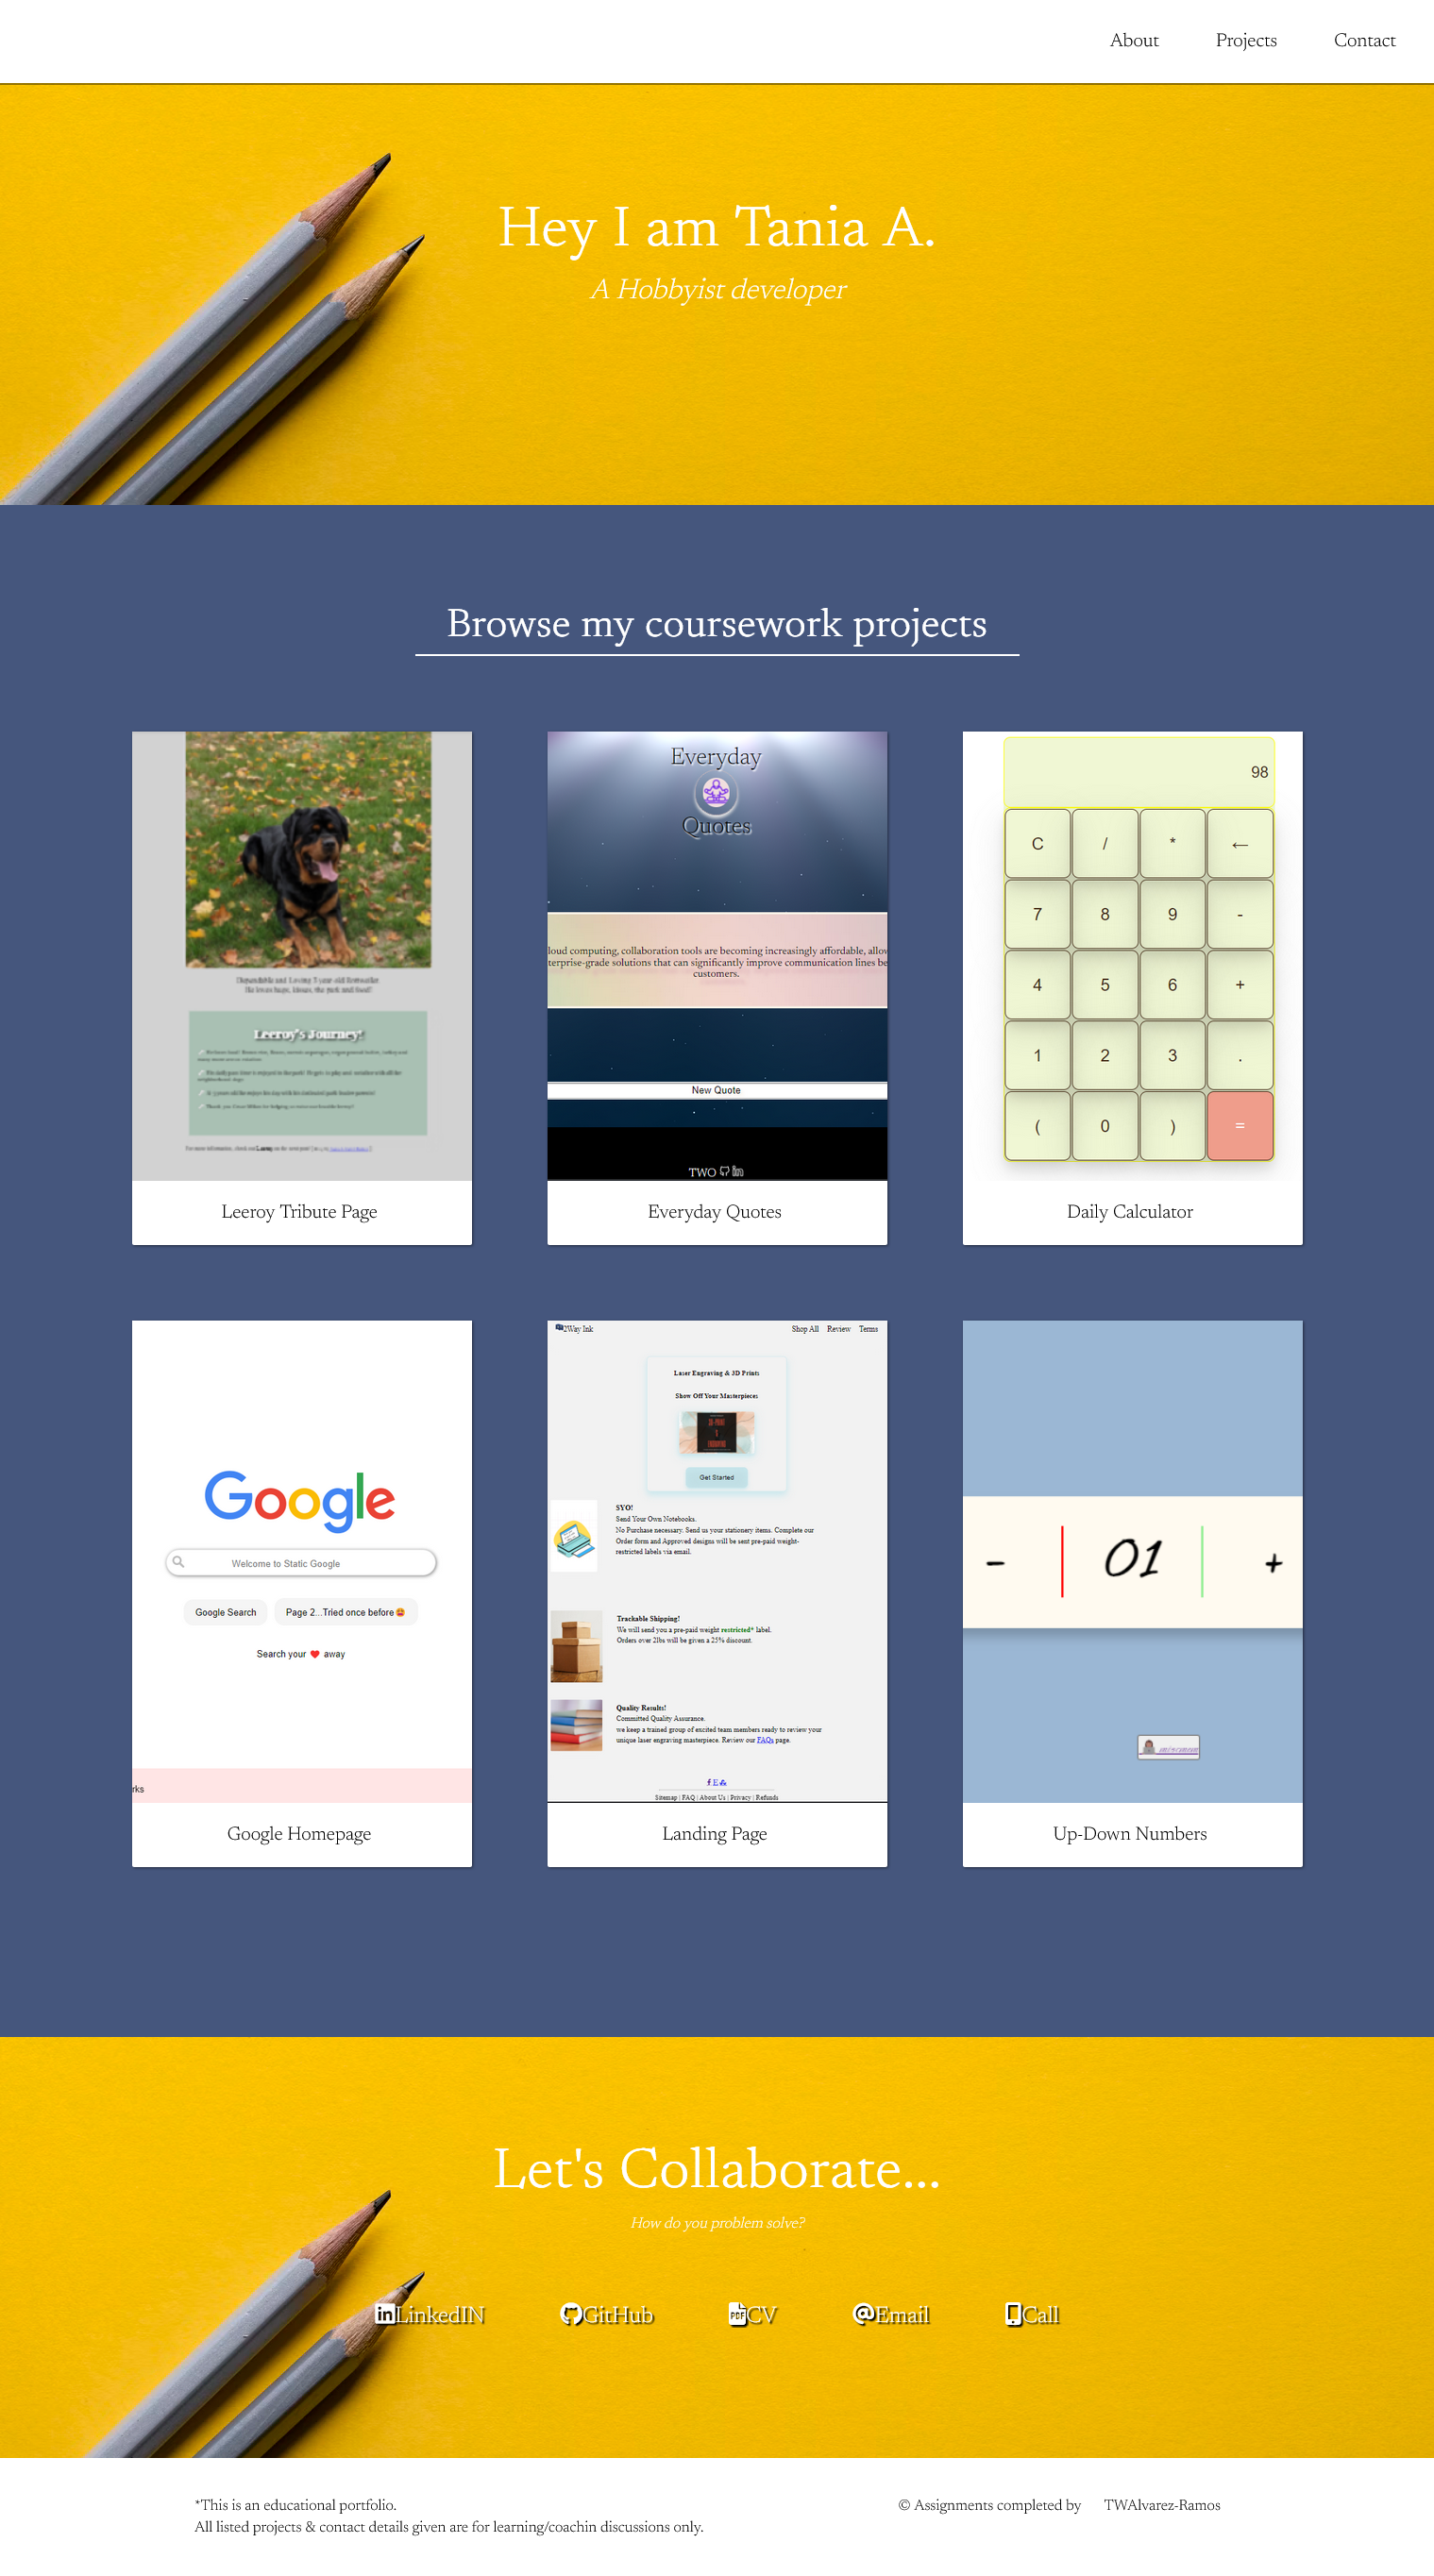 About Projects Contact
Hey I am Tania A.
A Hobbyist developer
Browse my coursework projects
Leeroy's Journey!
Leeroy Tribute Page
Everyday
Quotes
loud computing, collaboration tools are becoming increasingly affordable, allow
terprise-grade solutions that can significantly improve communication lines be
customers.
New Quote
TWO
Everyday Quotes
98
C / * ←
7 8 9 -
4 5 6 +
1 2 3 .
( 0 ) =
Daily Calculator
Google
Welcome to Static Google
Google Search Page 2...Tried once before
Search your ❤ away
rks
Google Homepage
2Way Ink Shop All Review Terms
Laser Engraving & 3D Prints
Show Off Your Masterpieces
Get Started
SYO!
Send Your Own Notebooks.
No Purchase necessary. Send us your stationery items. Complete our
Order form and Approved designs will be sent pre-paid weight-
restricted labels via email.
Trackable Shipping!
We will send you a pre-paid weight restricted* label.
Orders over 2lbs will be given a 25% discount.
Quality Results!
Committed Quality Assurance.
we keep a trained group of excited team members ready to review your
unique laser engraving masterpiece. Review our FAQs page.
Sitemap | FAQ | About Us | Privacy | Refunds
Landing Page
- 01 +
Up-Down Numbers
Let's Collaborate...
How do you problem solve?
LinkedIN GitHub CV Email Call
*This is an educational portfolio.
All listed projects & contact details given are for learning/coachin discussions only.
© Assignments completed by TWAlvarez-Ramos